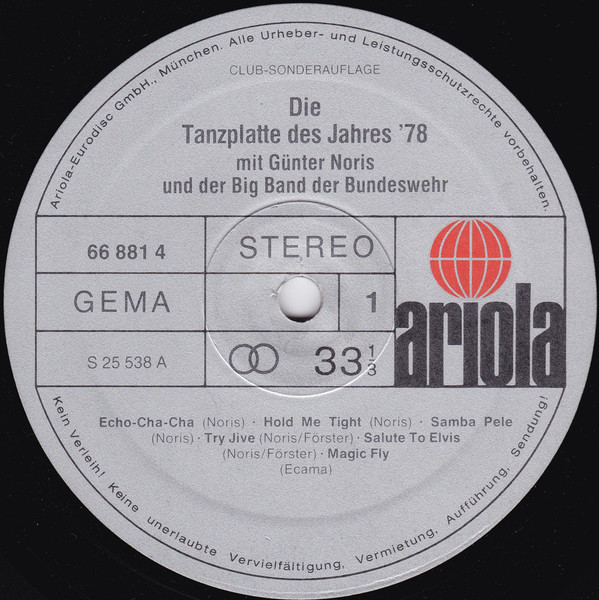 Ariola-Eurodisc GmbH., München. Alle Urheber- und Leistungsschutzrechte vorbehalten.
CLUB-SONDERAUFLAGE
Die
Tanzplatte des Jahres '78
mit Günter Noris
und der Big Band der Bundeswehr
66 881 4
STEREO
GEMA
1
ariola
S 25 538 A
33 1/3
Echo-Cha-Cha (Noris) · Hold Me Tight (Noris) · Samba Pele
(Noris) · Try Jive (Noris/Förster) · Salute To Elvis
(Noris/Förster) · Magic Fly
(Ecama)
Kein Verleih! Keine unerlaubte Vervielfältigung, Vermietung, Aufführung, Sendung!